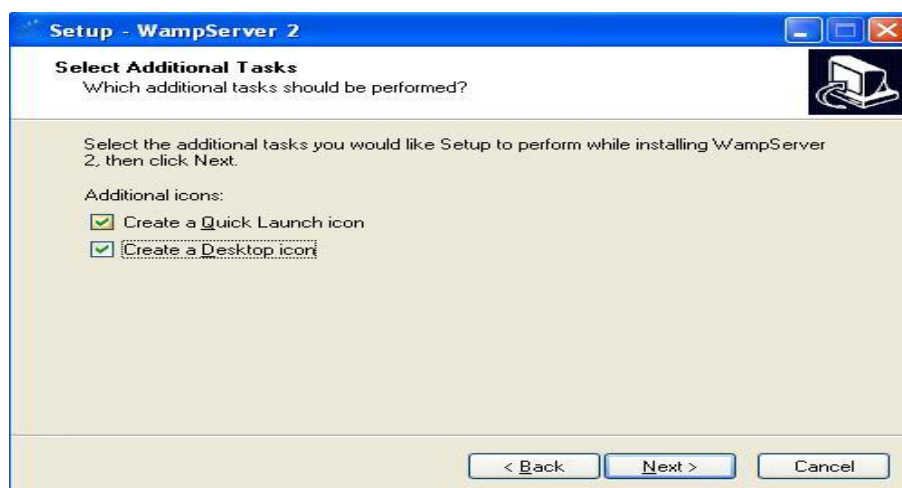 Setup - WampServer 2
Select Additional Tasks
Which additional tasks should be performed?
Select the additional tasks you would like Setup to perform while installing WampServer
2, then click Next.
Additional icons:
Create a Quick Launch icon
Create a Desktop icon
< Back
Next >
Cancel